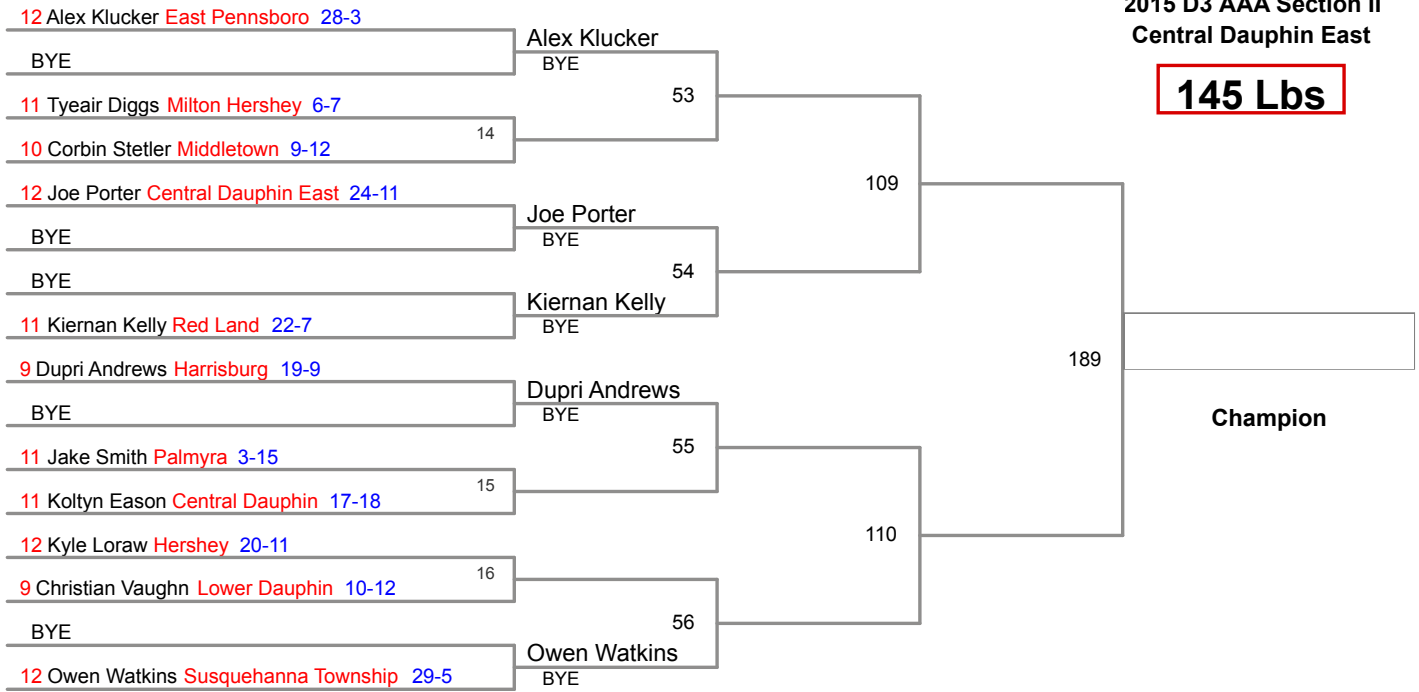 2015 D3 AAA Section II
Central Dauphin East
145 Lbs
12 Alex Klucker East Pennsboro 28-3
BYE
11 Tyeair Diggs Milton Hershey 6-7
10 Corbin Stetler Middletown 9-12
12 Joe Porter Central Dauphin East 24-11
BYE
BYE
11 Kiernan Kelly Red Land 22-7
9 Dupri Andrews Harrisburg 19-9
BYE
11 Jake Smith Palmyra 3-15
11 Koltyn Eason Central Dauphin 17-18
12 Kyle Loraw Hershey 20-11
9 Christian Vaughn Lower Dauphin 10-12
BYE
12 Owen Watkins Susquehanna Township 29-5
14
15
16
Alex Klucker
BYE
Joe Porter
BYE
Kiernan Kelly
BYE
Dupri Andrews
BYE
Owen Watkins
BYE
53
54
55
56
109
110
189
Champion